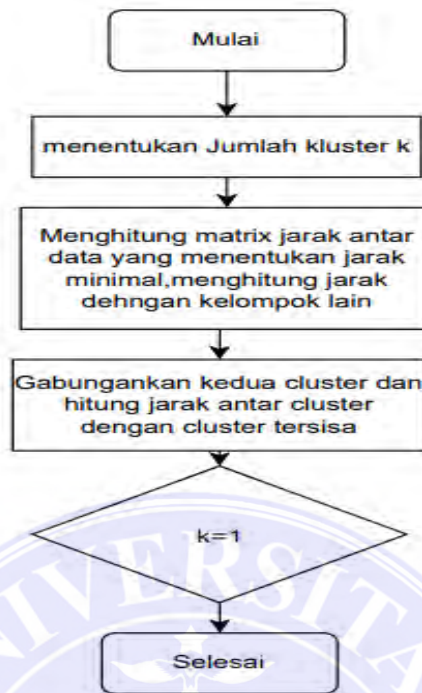 Mulai
menentukan Jumlah kluster k
Menghitung matrix jarak antar
data yang menentukan jarak
minimal,menghitung jarak
dehngan kelompok lain
Gabungankan kedua cluster dan
hitung jarak antar cluster
dengan cluster tersisa
k=1
UNIVERSITA
Selesai